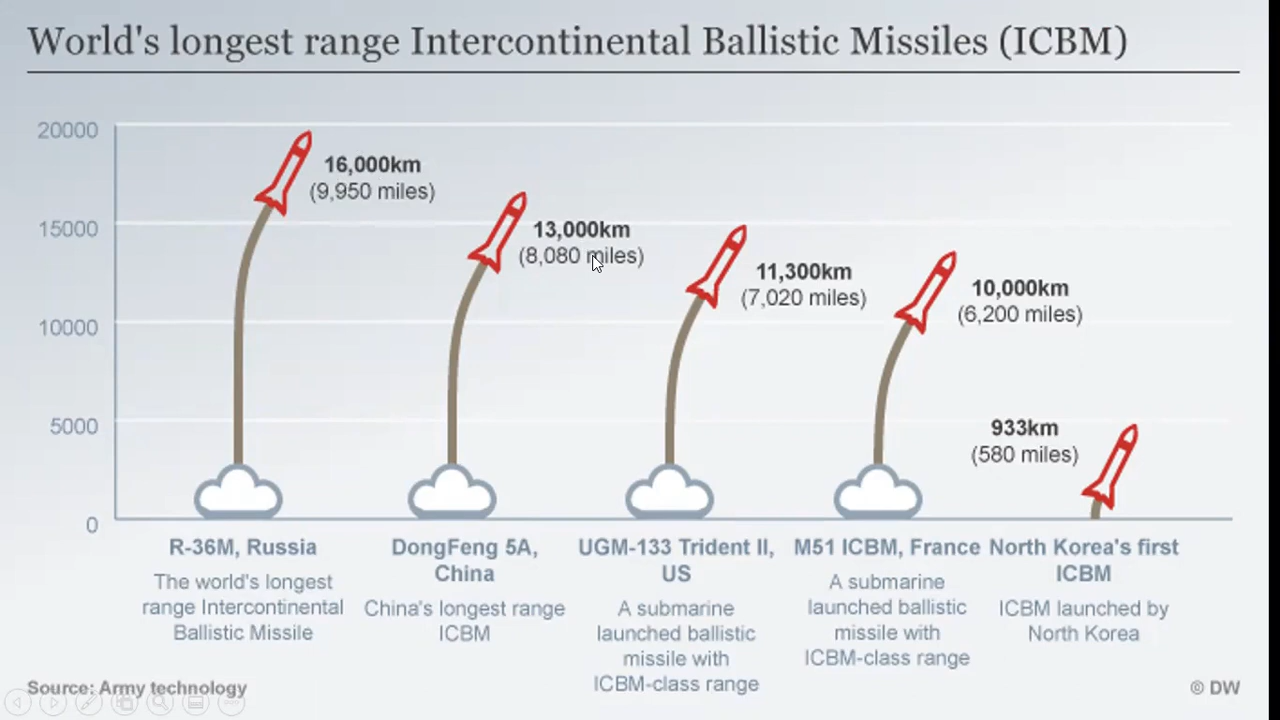 World's longest range Intercontinental Ballistic Missiles (ICBM)
20000
15000
10000
5000
0
16,000km
(9,950 miles)
13,000km
(8,080 miles)
11,300km
(7,020 miles)
10,000km
(6,200 miles)
933km
(580 miles)
R-36M, Russia
The world's longest
range Intercontinental
Ballistic Missile
DongFeng 5A,
China
China's longest range
ICBM
UGM-133 Trident II,
US
A submarine
launched ballistic
missile with
ICBM-class range
M51 ICBM, France
A submarine
launched ballistic
missile with
ICBM-class range
North Korea's first
ICBM
ICBM launched by
North Korea
Source: Army technology
© DW